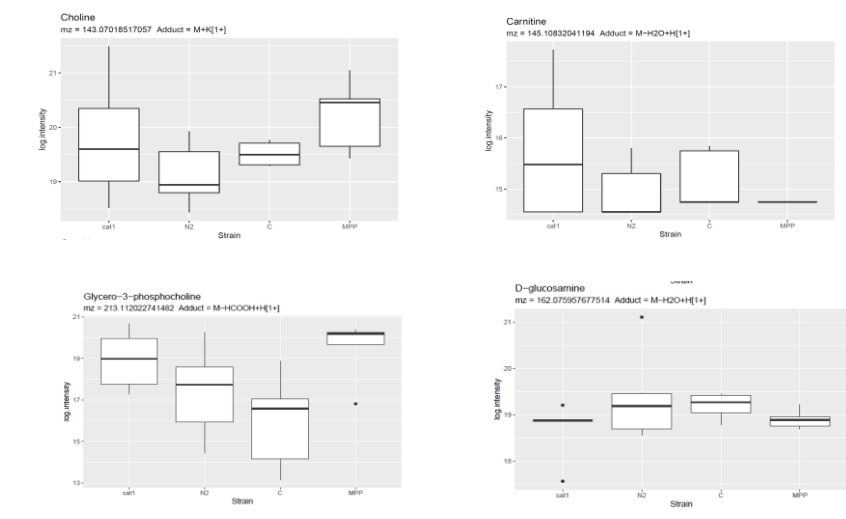 Choline
mz = 143.07018517057 Adduct = M+K[1+]
21-
20-
19-
log.intensity
cat1 N2 C MPP
Strain
Carnitine
mz = 145.10832041194 Adduct = M-H2O+H[1+]
17-
16-
15-
log.intensity
cat1 N2 C MPP
Strain
Glycero-3-phosphocholine
mz = 213.112022741482 Adduct = M-HCOOH+H[1+]
21-
19-
17-
15-
13-
log.intensity
cat1 N2 C MPP
Strain
D-glucosamine
mz = 162.075957677514 Adduct = M-H2O+H[1+]
21-
20-
19-
18-
log.intensity
cat1 N2 C MPP
Strain